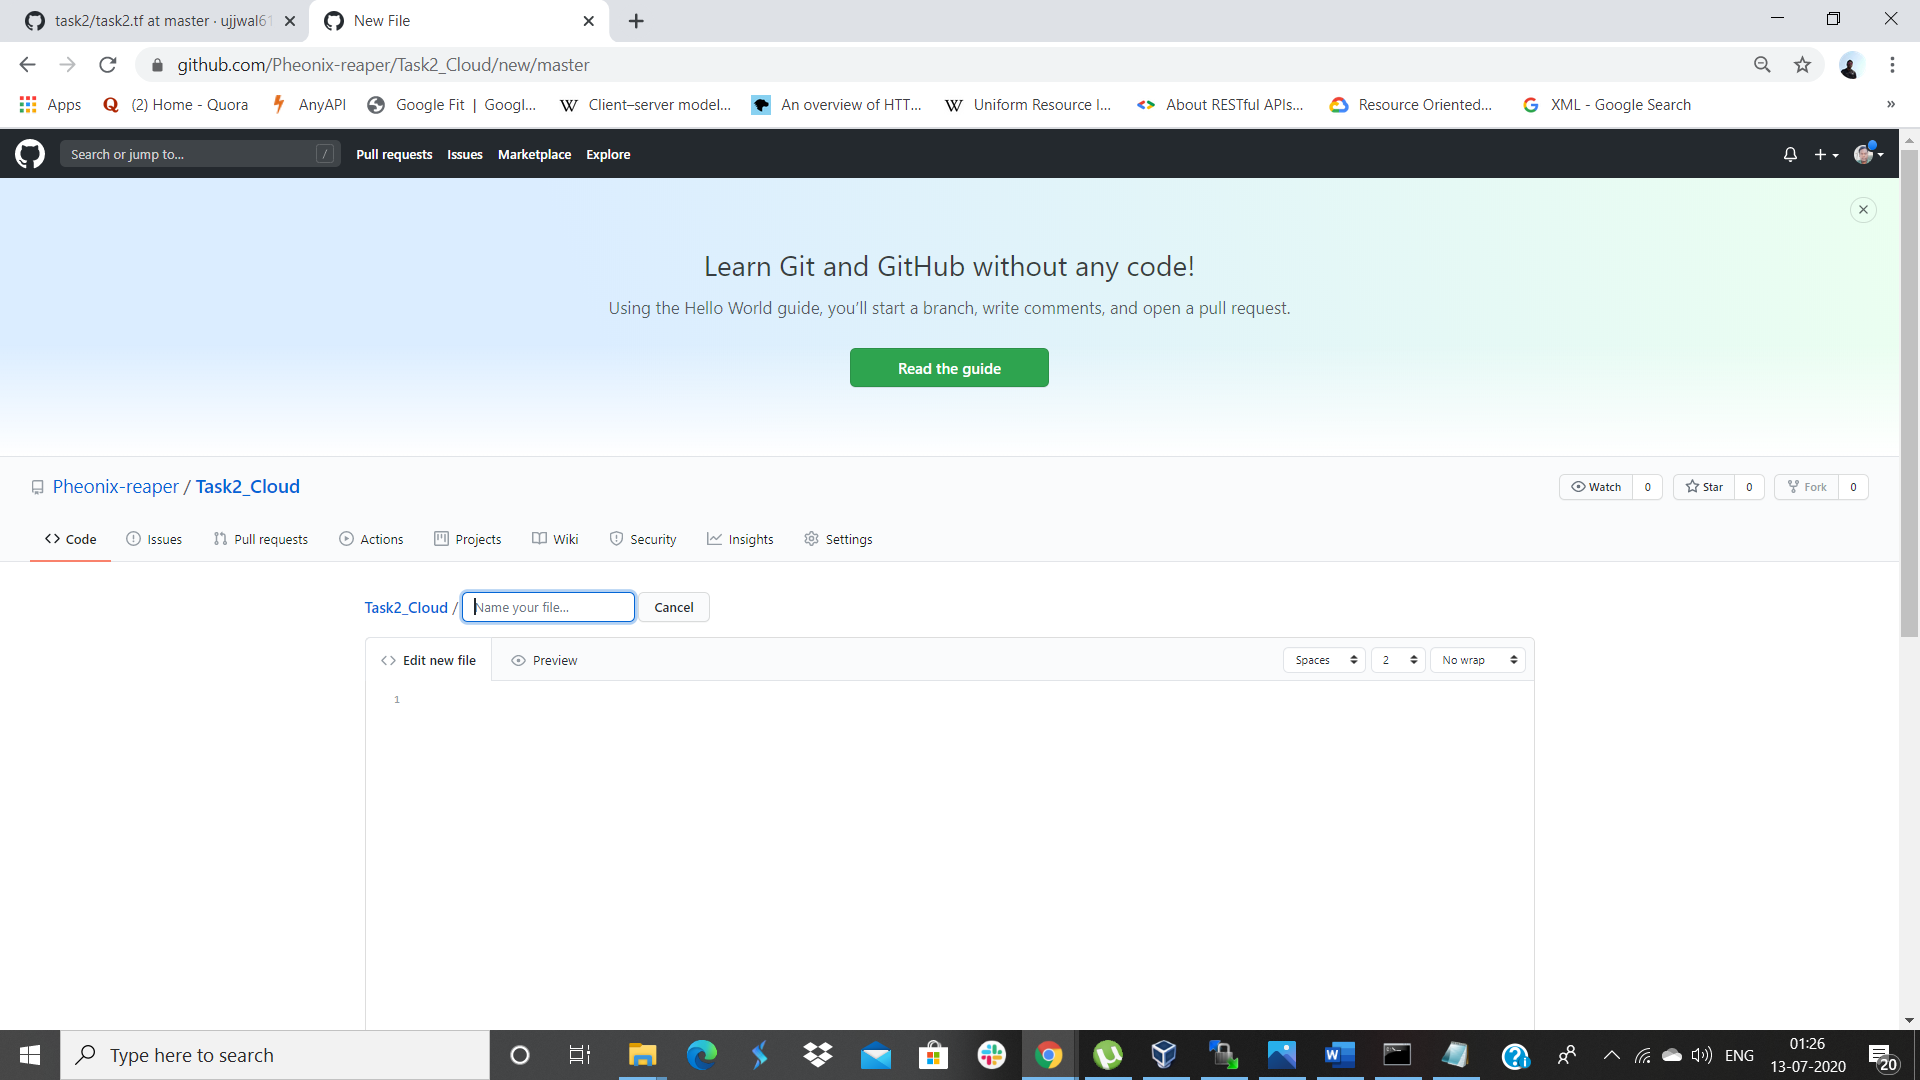 task2/task2.tf at master · ujjwal61
New File
github.com/Pheonix-reaper/Task2_Cloud/new/master
Apps
(2) Home - Quora
AnyAPI
Google Fit | Googl...
Client–server model...
An overview of HTT...
Uniform Resource I...
About RESTful APIs...
Resource Oriented...
XML - Google Search
»
Search or jump to...
/
Pull requests
Issues
Marketplace
Explore
Learn Git and GitHub without any code!
Using the Hello World guide, you’ll start a branch, write comments, and open a pull request.
Read the guide
Pheonix-reaper / Task2_Cloud
Watch 0
Star 0
Fork 0
Code
Issues
Pull requests
Actions
Projects
Wiki
Security
Insights
Settings
Task2_Cloud /
Name your file...
Cancel
Edit new file
Preview
Spaces
2
No wrap
1
Type here to search
ENG
01:26
13-07-2020
20